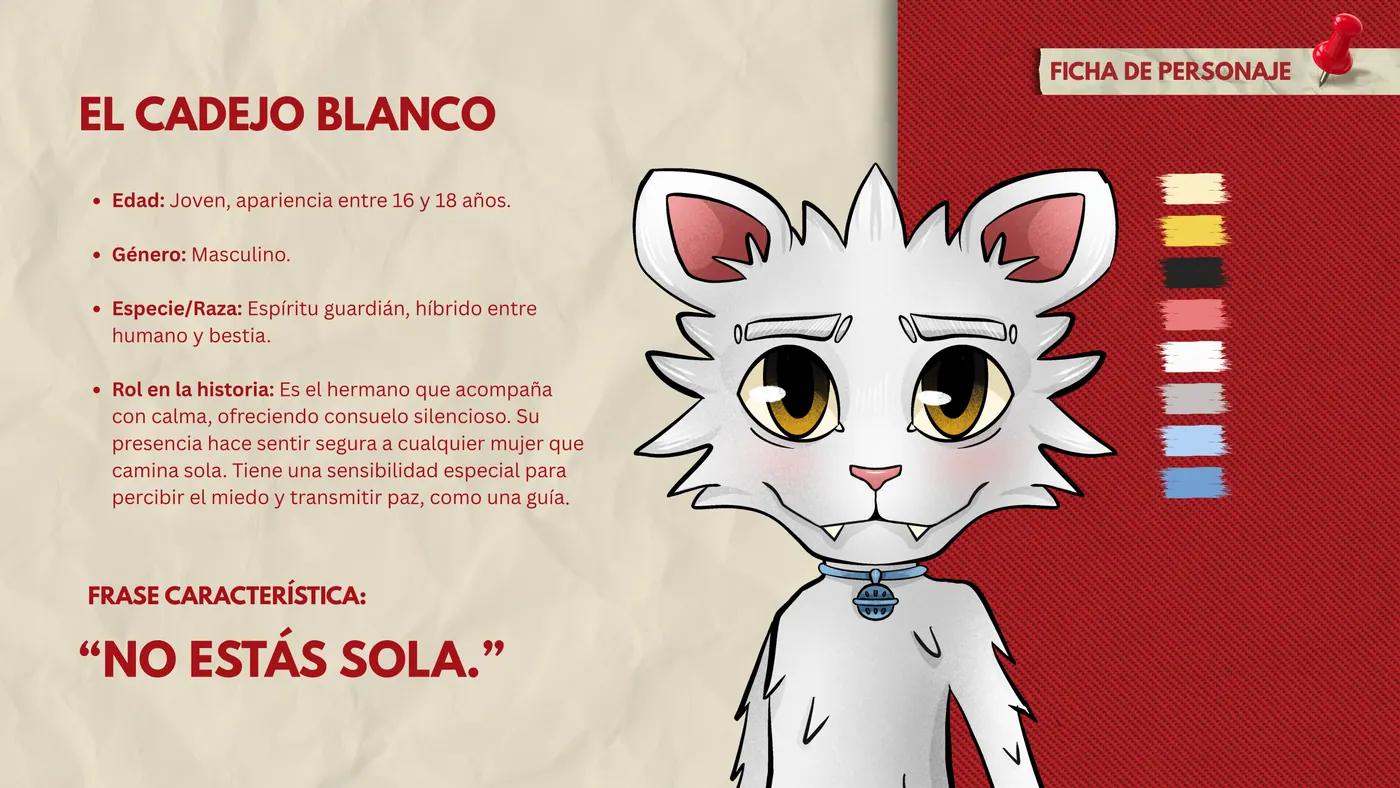 FICHA DE PERSONAJE
EL CADEJO BLANCO
• Edad: Joven, apariencia entre 16 y 18 años.
• Género: Masculino.
• Especie/Raza: Espíritu guardián, híbrido entre
humano y bestia.
• Rol en la historia: Es el hermano que acompaña
con calma, ofreciendo consuelo silencioso. Su
presencia hace sentir segura a cualquier mujer que
camina sola. Tiene una sensibilidad especial para
percibir el miedo y transmitir paz, como una guía.
FRASE CARACTERÍSTICA:
“NO ESTÁS SOLA.”